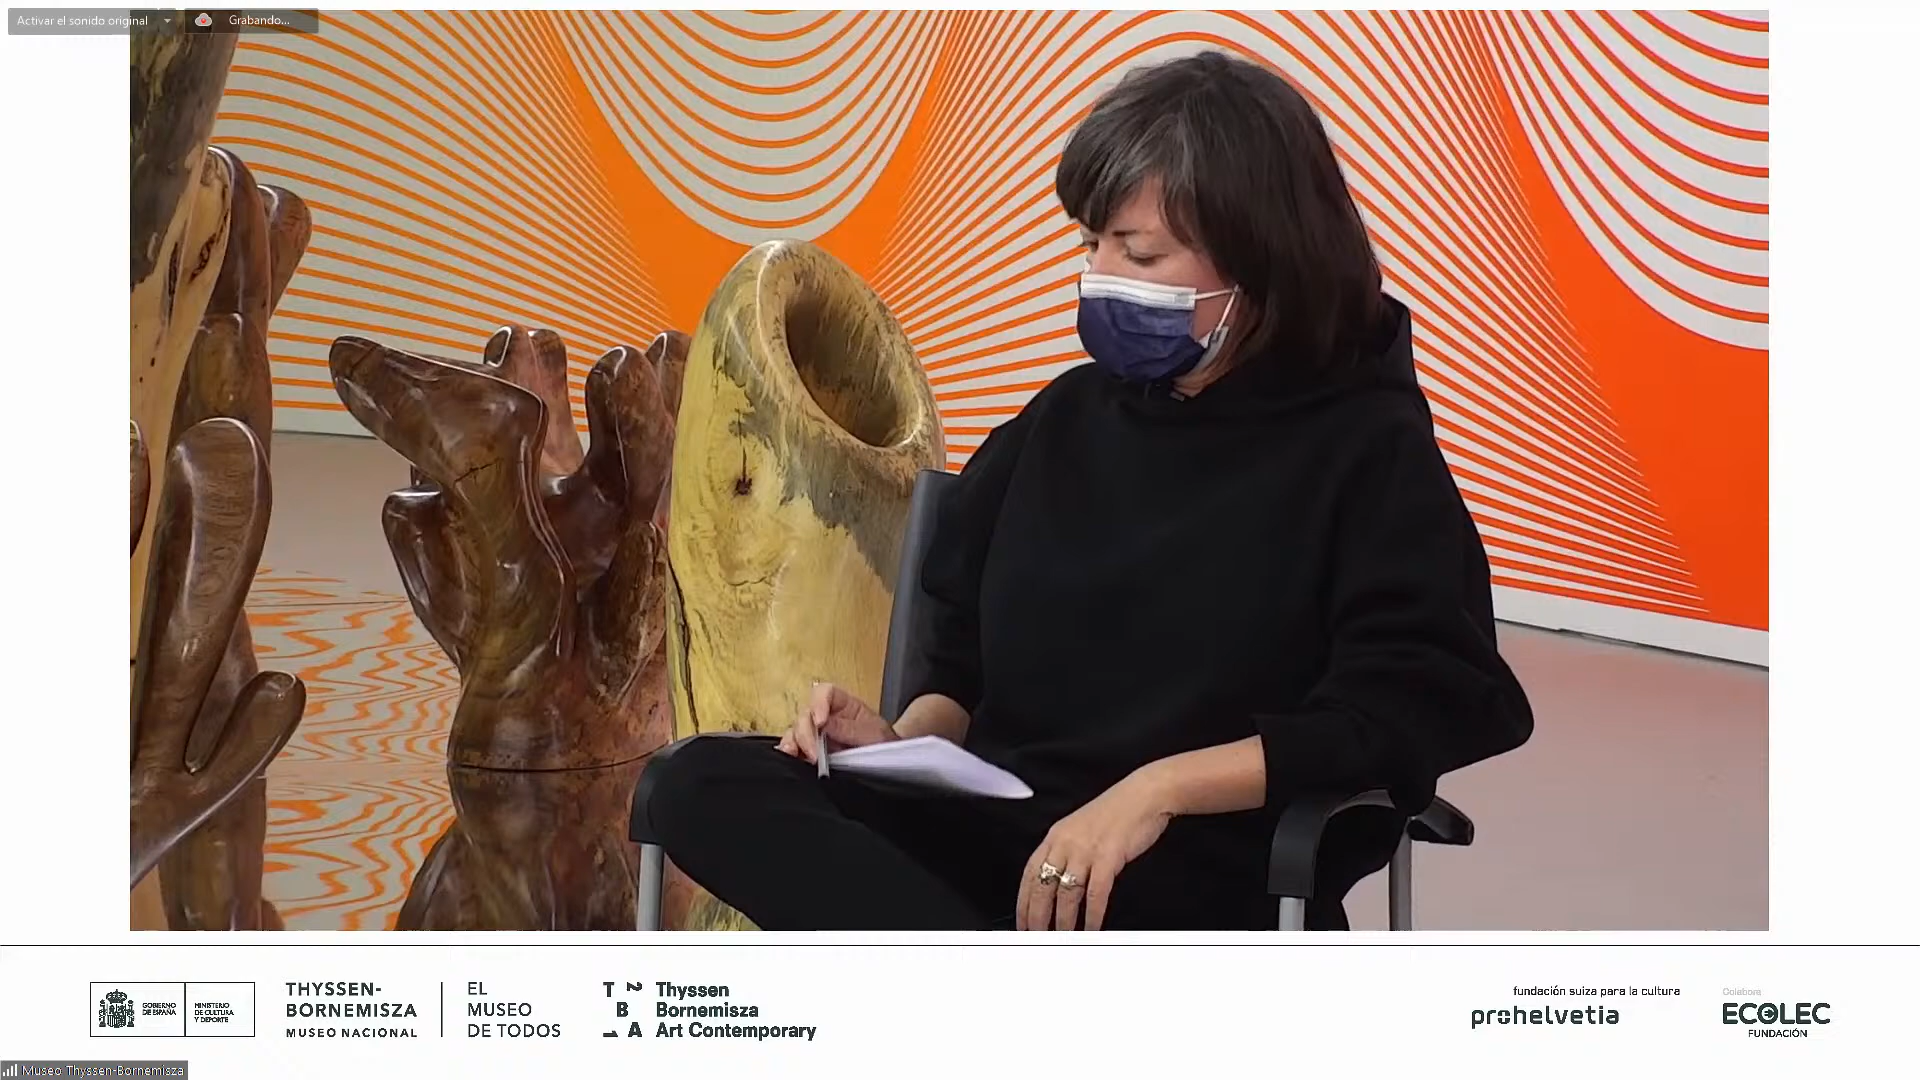 Activar el sonido original
Grabando...
GOBIERNO
DE ESPAÑA
MINISTERIO
DE CULTURA
Y DEPORTE
THYSSEN-
BORNEMISZA
MUSEO NACIONAL
EL
MUSEO
DE TODOS
T
B
A
Thyssen
Bornemisza
Art Contemporary
fundación suiza para la cultura
prohelvetia
Colabora
ECOLEC
FUNDACIÓN
Museo Thyssen-Bornemisza